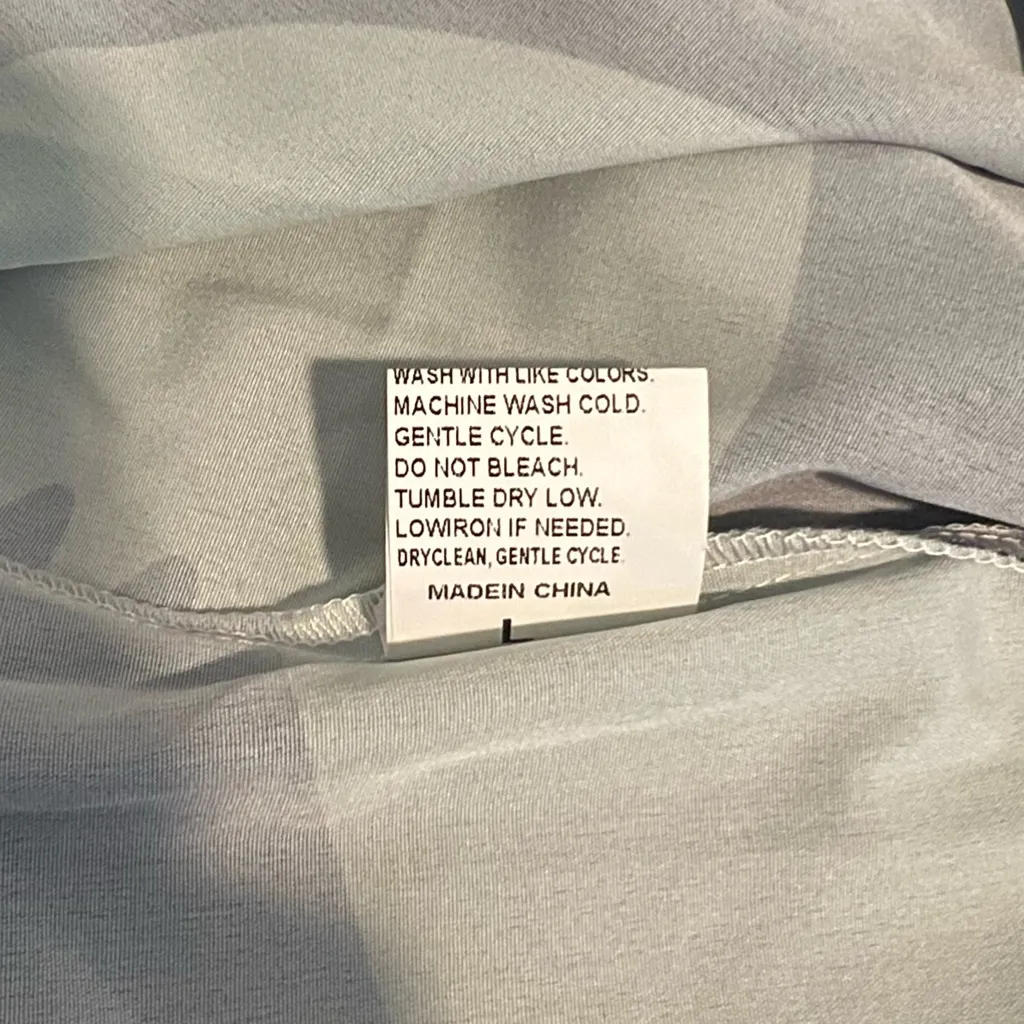 WASH WITH LIKE COLORS.
MACHINE WASH COLD.
GENTLE CYCLE.
DO NOT BLEACH.
TUMBLE DRY LOW.
LOWIRON IF NEEDED.
DRYCLEAN, GENTLE CYCLE.
MADEIN CHINA
L